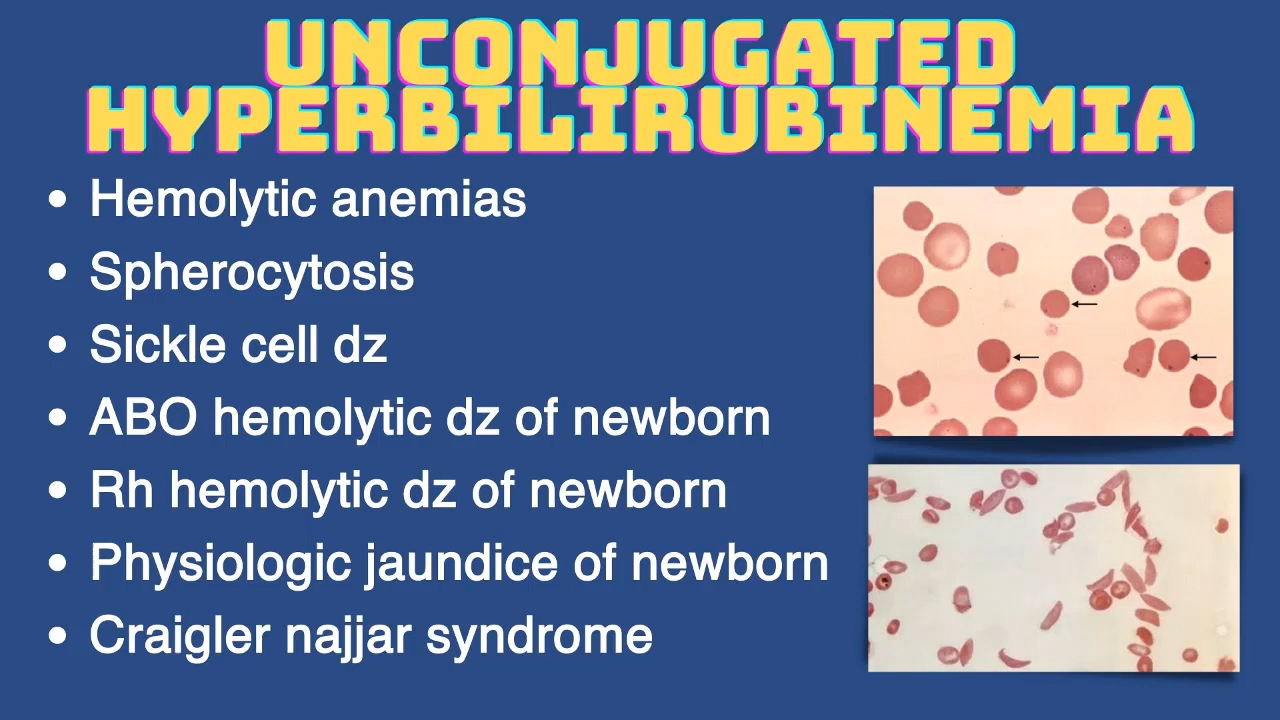 UNCONJUGATED
HYPERBILIRUBINEMIA
• Hemolytic anemias
• Spherocytosis
• Sickle cell dz
• ABO hemolytic dz of newborn
• Rh hemolytic dz of newborn
• Physiologic jaundice of newborn
• Craigler najjar syndrome